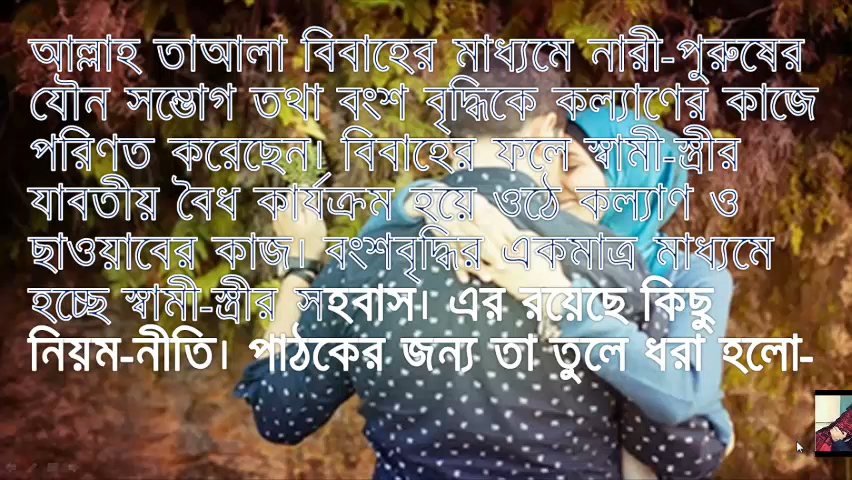 আল্লাহ তাআলা বিবাহের মাধ্যমে নারী-পুরুষের
যৌন সম্ভোগ তথা বংশ বৃদ্ধিকে কল্যাণের কাজে
পরিণত করেছেন। বিবাহের ফলে স্বামী-স্ত্রীর
যাবতীয় বৈধ কার্যক্রম হয়ে ওঠে কল্যাণ ও
ছাওয়াবের কাজ। বংশবৃদ্ধির একমাত্র মাধ্যমে
হচ্ছে স্বামী-স্ত্রীর সহবাস। এর রয়েছে কিছু
নিয়ম-নীতি। পাঠকের জন্য তা তুলে ধরা হলো-